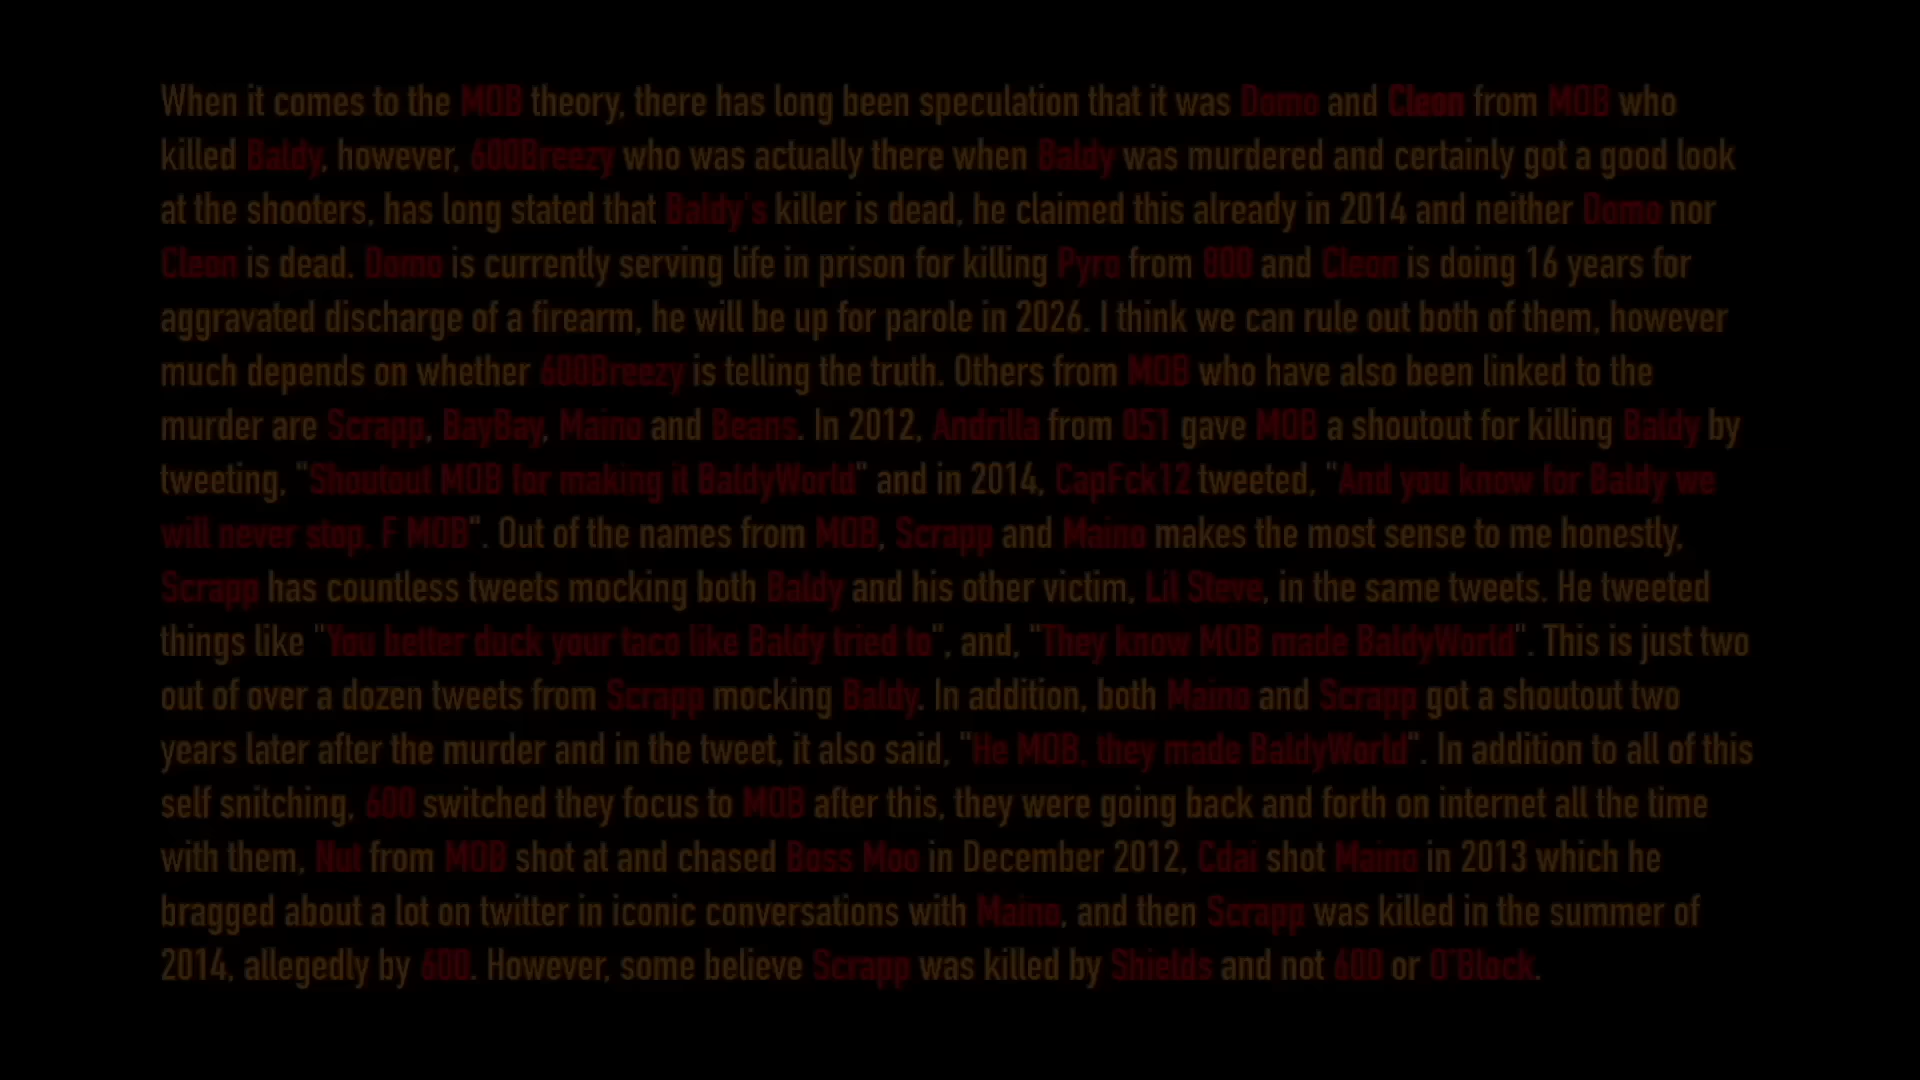 When it comes to the MOB theory, there has long been speculation that it was Domo and Cleon from MOB who
killed Baldy, however, 600Breezy who was actually there when Baldy was murdered and certainly got a good look
at the shooters, has long stated that Baldy's killer is dead, he claimed this already in 2014 and neither Domo nor
Cleon is dead. Domo is currently serving life in prison for killing Pyro from 800 and Cleon is doing 16 years for
aggravated discharge of a firearm, he will be up for parole in 2026. I think we can rule out both of them, however
much depends on whether 600Breezy is telling the truth. Others from MOB who have also been linked to the
murder are Scrapp, BayBay, Maino and Beans. In 2012, Andrilla from 051 gave MOB a shoutout for killing Baldy by
tweeting, "Shoutout MOB for making it BaldyWorld" and in 2014, CapFck12 tweeted, "And you know for Baldy we
will never stop, F MOB". Out of the names from MOB, Scrapp and Maino makes the most sense to me honestly,
Scrapp has countless tweets mocking both Baldy and his other victim, Lil Steve, in the same tweets. He tweeted
things like "You better duck your taco like Baldy tried to", and, "They know MOB made BaldyWorld". This is just two
out of over a dozen tweets from Scrapp mocking Baldy. In addition, both Maino and Scrapp got a shoutout two
years later after the murder and in the tweet, it also said, "He MOB, they made BaldyWorld". In addition to all of this
self snitching, 600 switched they focus to MOB after this, they were going back and forth on internet all the time
with them, Nut from MOB shot at and chased Boss Moo in December 2012, Cdai shot Maino in 2013 which he
bragged about a lot on twitter in iconic conversations with Maino, and then Scrapp was killed in the summer of
2014, allegedly by 600. However, some believe Scrapp was killed by Shields and not 600 or O'Block.